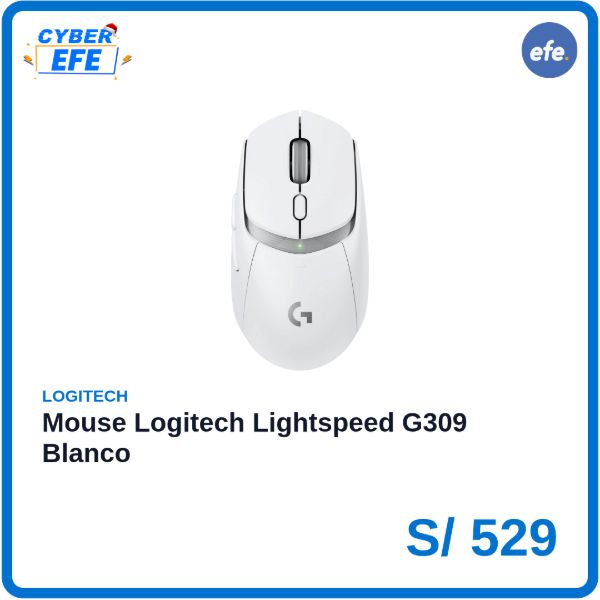 CYBER
EFE
efe.
LOGITECH
Mouse Logitech Lightspeed G309
Blanco
S/ 529